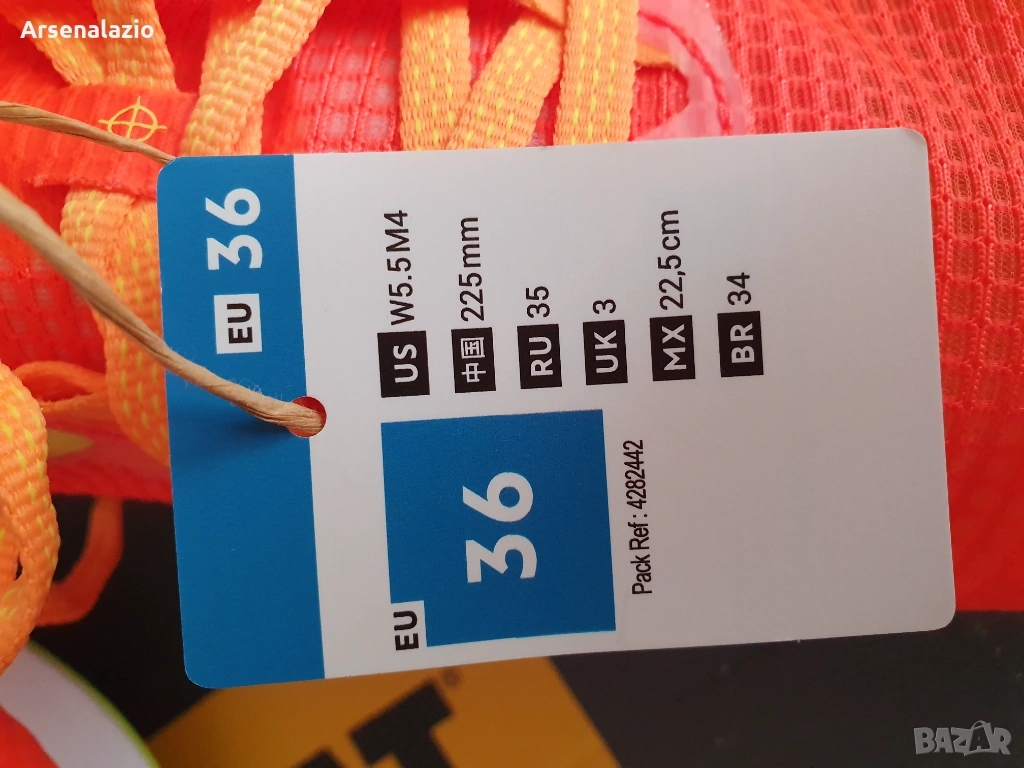 Arsenalazio
EU 36
US W5.5M4
中国 225mm
RU 35
UK 3
MX 22,5cm
BR 34
EU
36
Pack Ref : 4282442
BAZAR